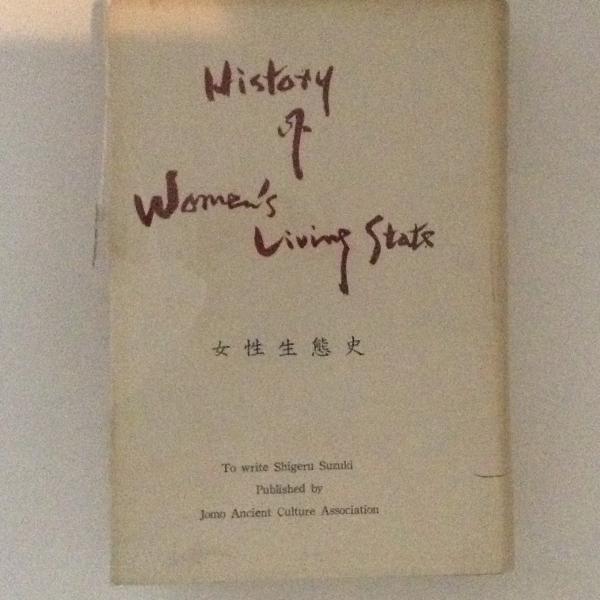 History
of
Women's
Living State
女性生態史
To write Shigeru Suzuki
Published by
Jomo Ancient Culture Association